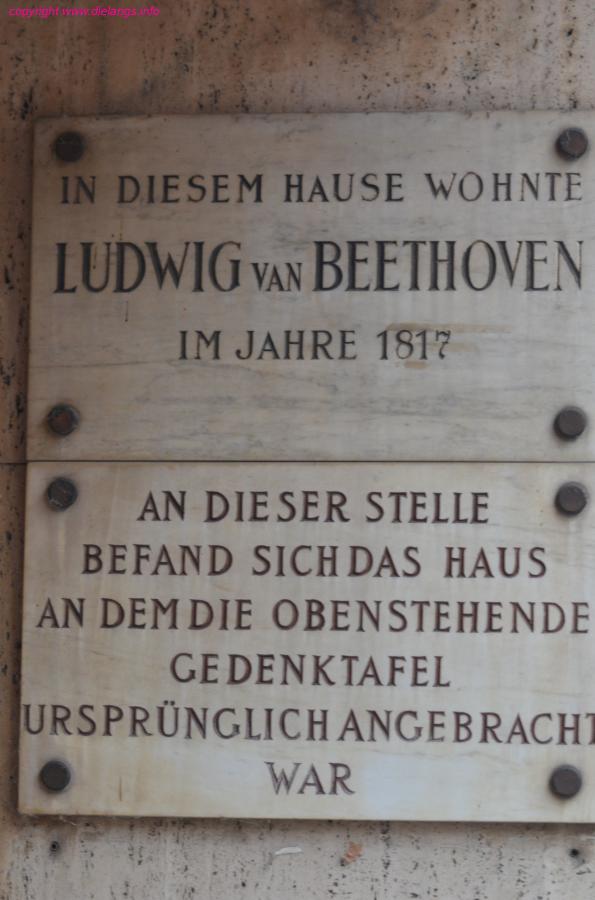 copyright www.dielangs.info
IN DIESEM HAUSE WOHNTE
LUDWIG VAN BEETHOVEN
IM JAHRE 1817
AN DIESER STELLE
BEFAND SICH DAS HAUS
AN DEM DIE OBENSTEHENDE
GEDENKTAFEL
URSPRÜNGLICH ANGEBRACHT
WAR